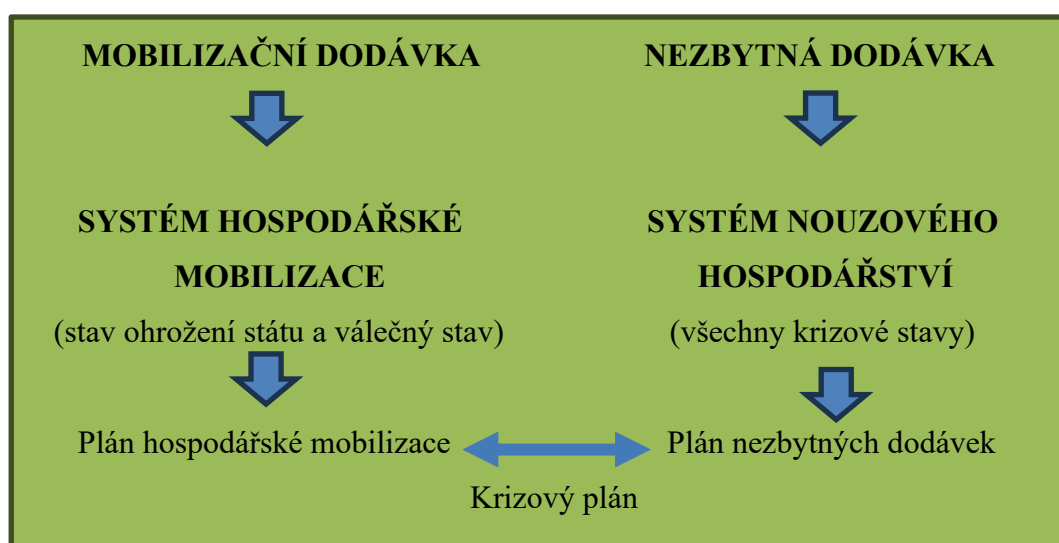 MOBILIZAČNÍ DODÁVKA
NEZBYTNÁ DODÁVKA
SYSTÉM HOSPODÁŘSKÉ
MOBILIZACE
(stav ohrožení státu a válečný stav)
SYSTÉM NOUZOVÉHO
HOSPODÁŘSTVÍ
(všechny krizové stavy)
Plán hospodářské mobilizace
Plán nezbytných dodávek
Krizový plán